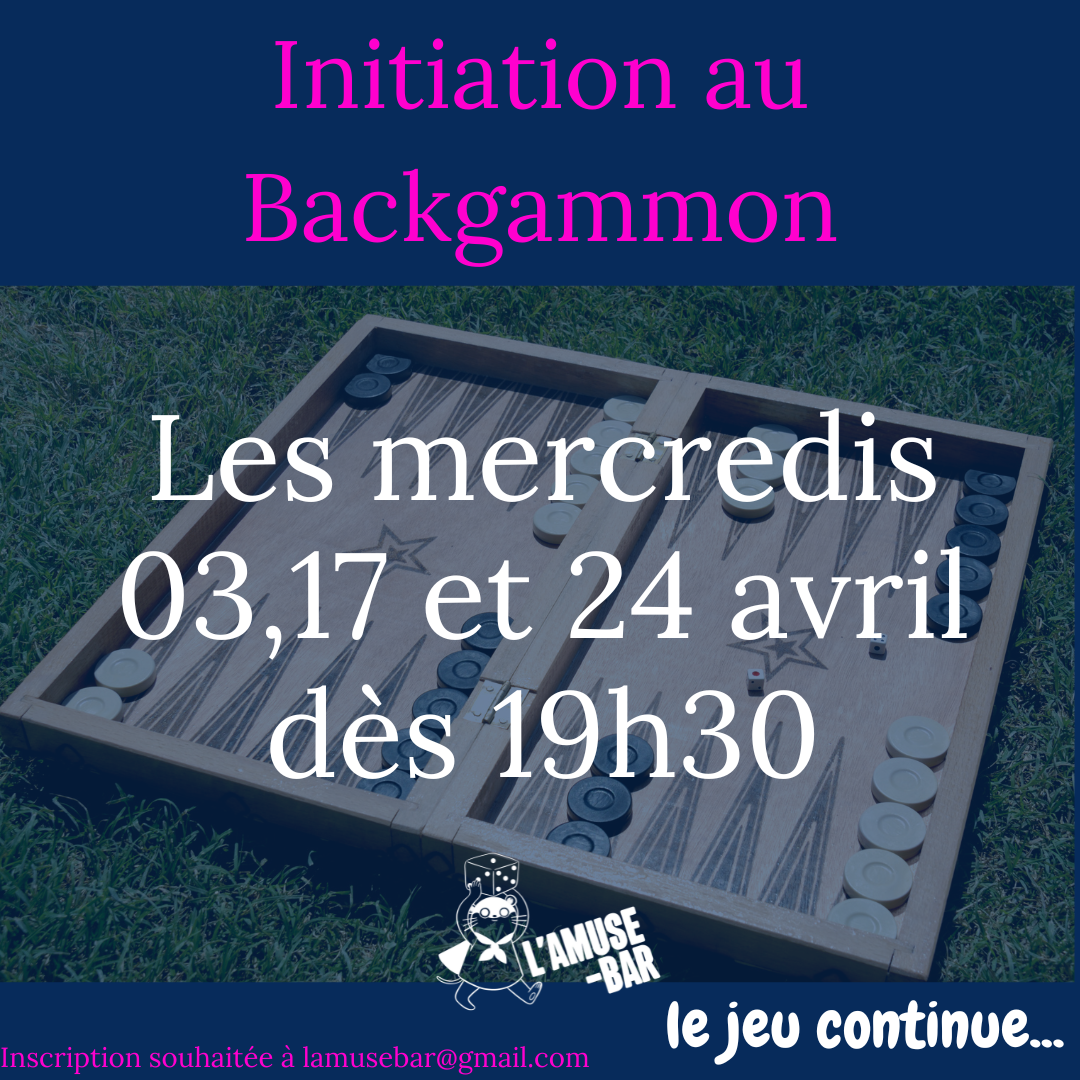 Initiation au
Backgammon
Les mercredis
03,17 et 24 avril
dès 19h30
L'AMUSE
-BAR
le jeu continue...
Inscription souhaitée à lamusebar@gmail.com